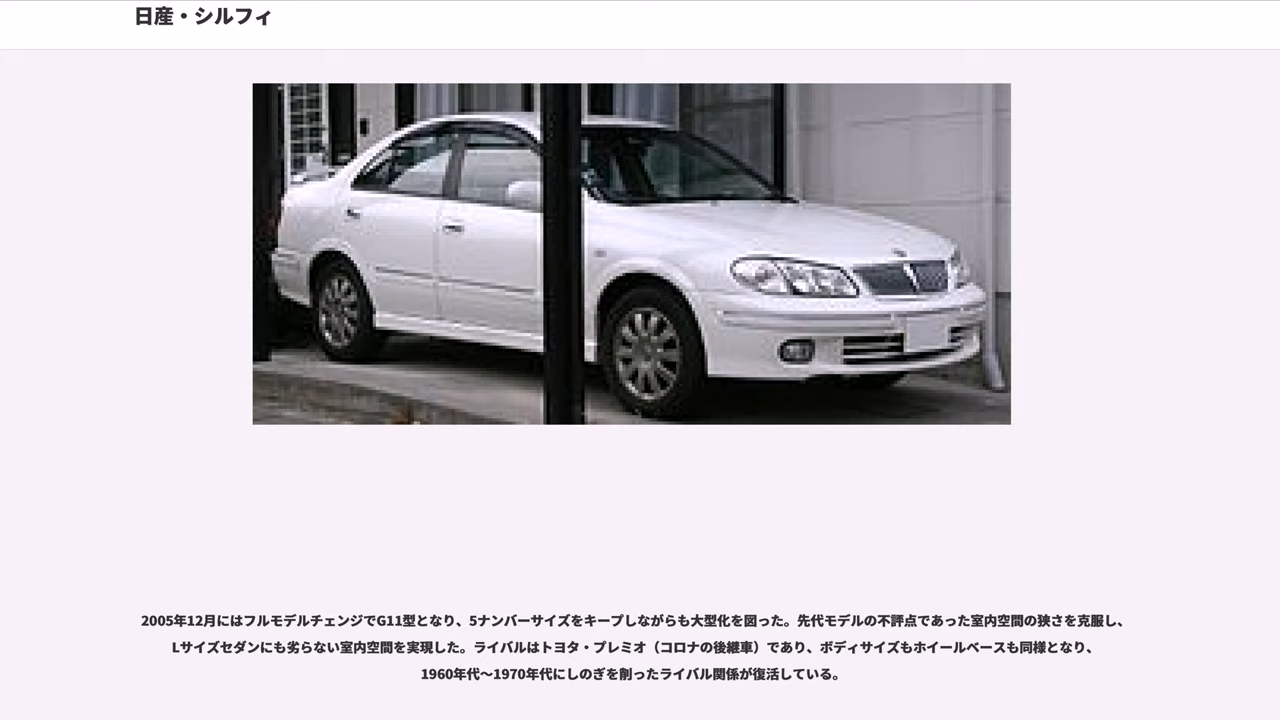 日産・シルフィ
2005年12月にはフルモデルチェンジでG11型となり、5ナンバーサイズをキープしながらも大型化を図った。先代モデルの不評点であった室内空間の狭さを克服し、
Lサイズセダンにも劣らない室内空間を実現した。ライバルはトヨタ・プレミオ（コロナの後継車）であり、ボディサイズもホイールベースも同様となり、
1960年代〜1970年代にしのぎを削ったライバル関係が復活している。